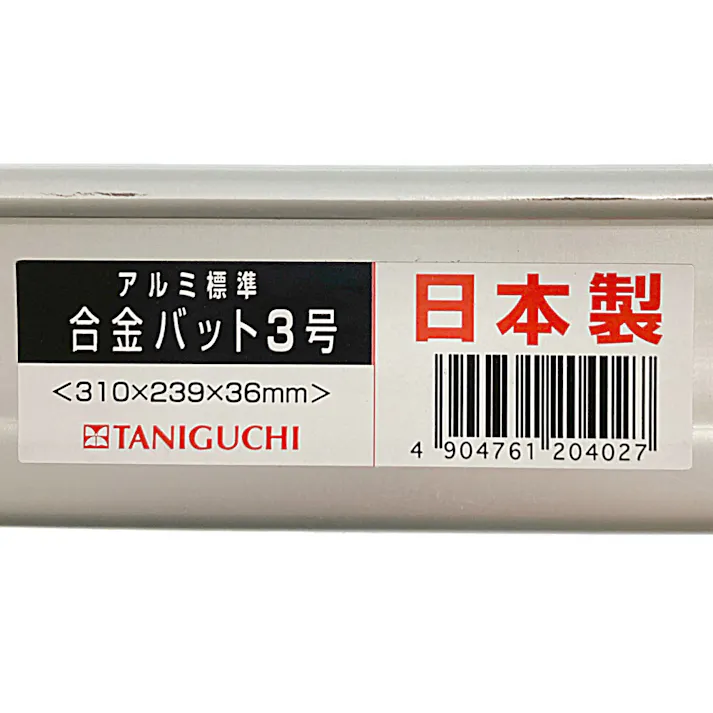 アルミ標準
合金バット3号
<310×239×36mm>
TANIGUCHI
日本製
4 904761 204027